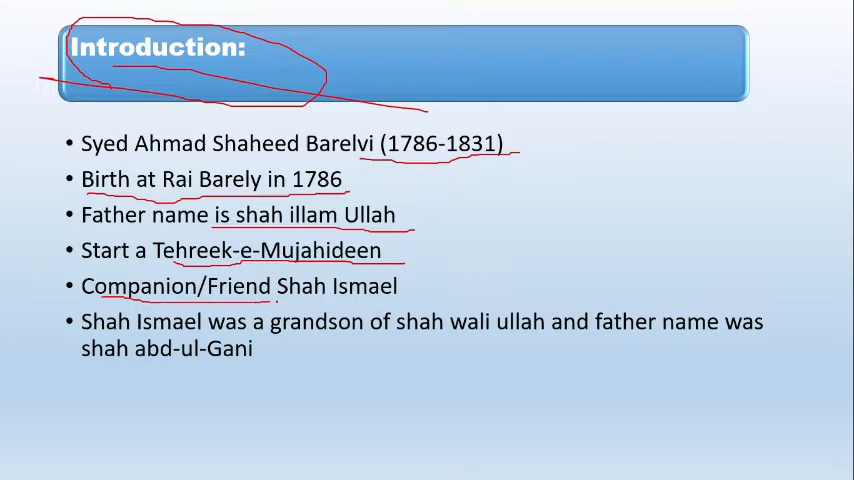 Introduction:
• Syed Ahmad Shaheed Barelvi (1786-1831)
• Birth at Rai Barely in 1786
• Father name is shah illam Ullah
• Start a Tehreek-e-Mujahideen
• Companion/Friend Shah Ismael
• Shah Ismael was a grandson of shah wali ullah and father name was
shah abd-ul-Gani